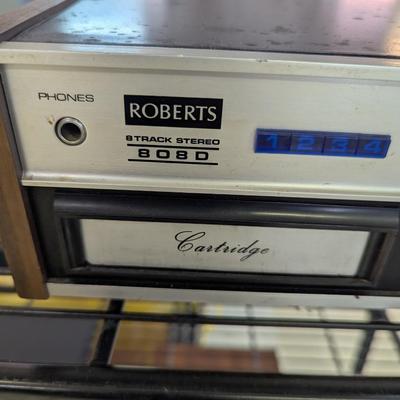 PHONES
ROBERTS
8 TRACK STEREO
808D
1 2 3 4
Cartridge